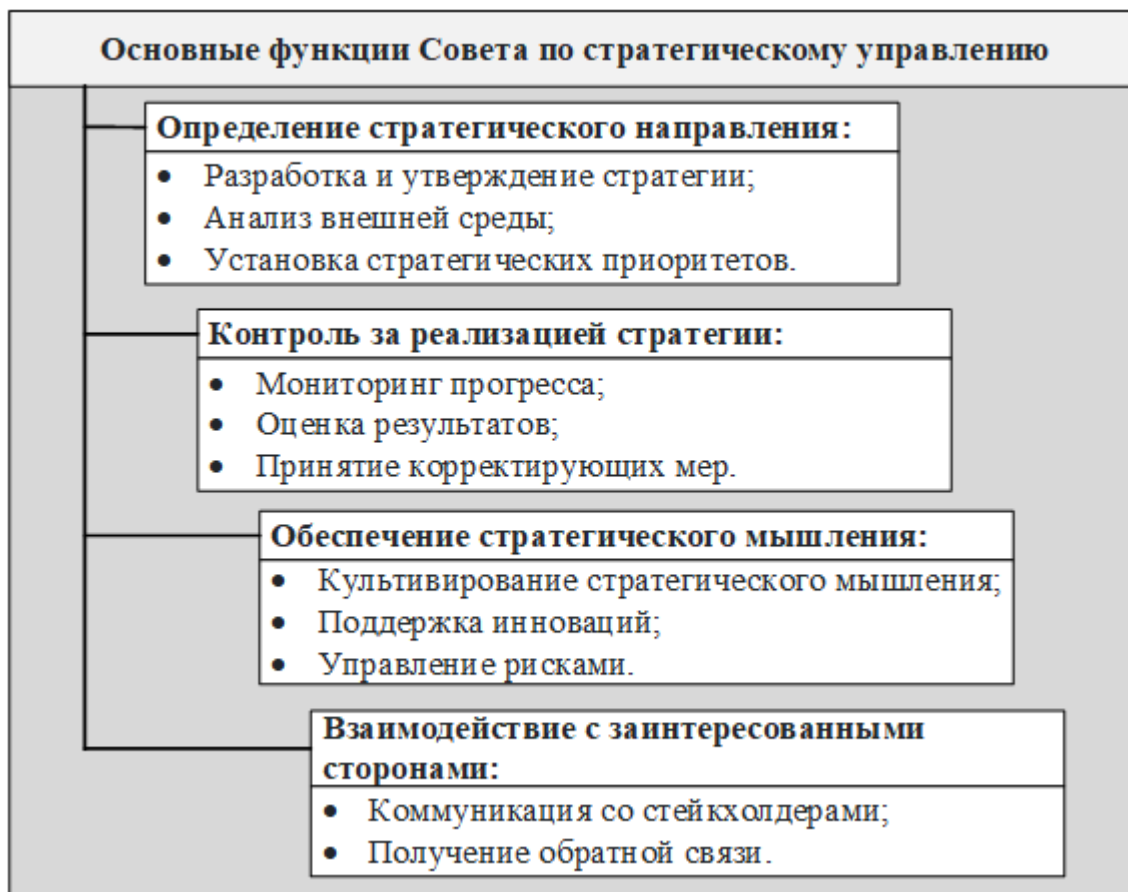 Основные функции Совета по стратегическому управлению
Определение стратегического направления:
• Разработка и утверждение стратегии;
• Анализ внешней среды;
• Установка стратегических приоритетов.
Контроль за реализацией стратегии:
• Мониторинг прогресса;
• Оценка результатов;
• Принятие корректирующих мер.
Обеспечение стратегического мышления:
• Культивирование стратегического мышления;
• Поддержка инноваций;
• Управление рисками.
Взаимодействие с заинтересованными
сторонами:
• Коммуникация со стейкхолдерами;
• Получение обратной связи.